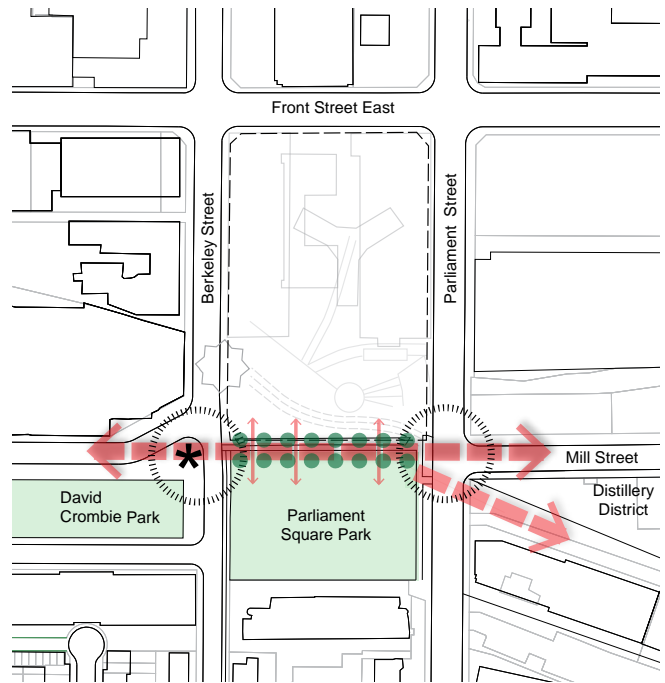 Front Street East
Berkeley Street
Parliament Street
*
Mill Street
David
Crombie Park
Parliament
Square Park
Distillery
District